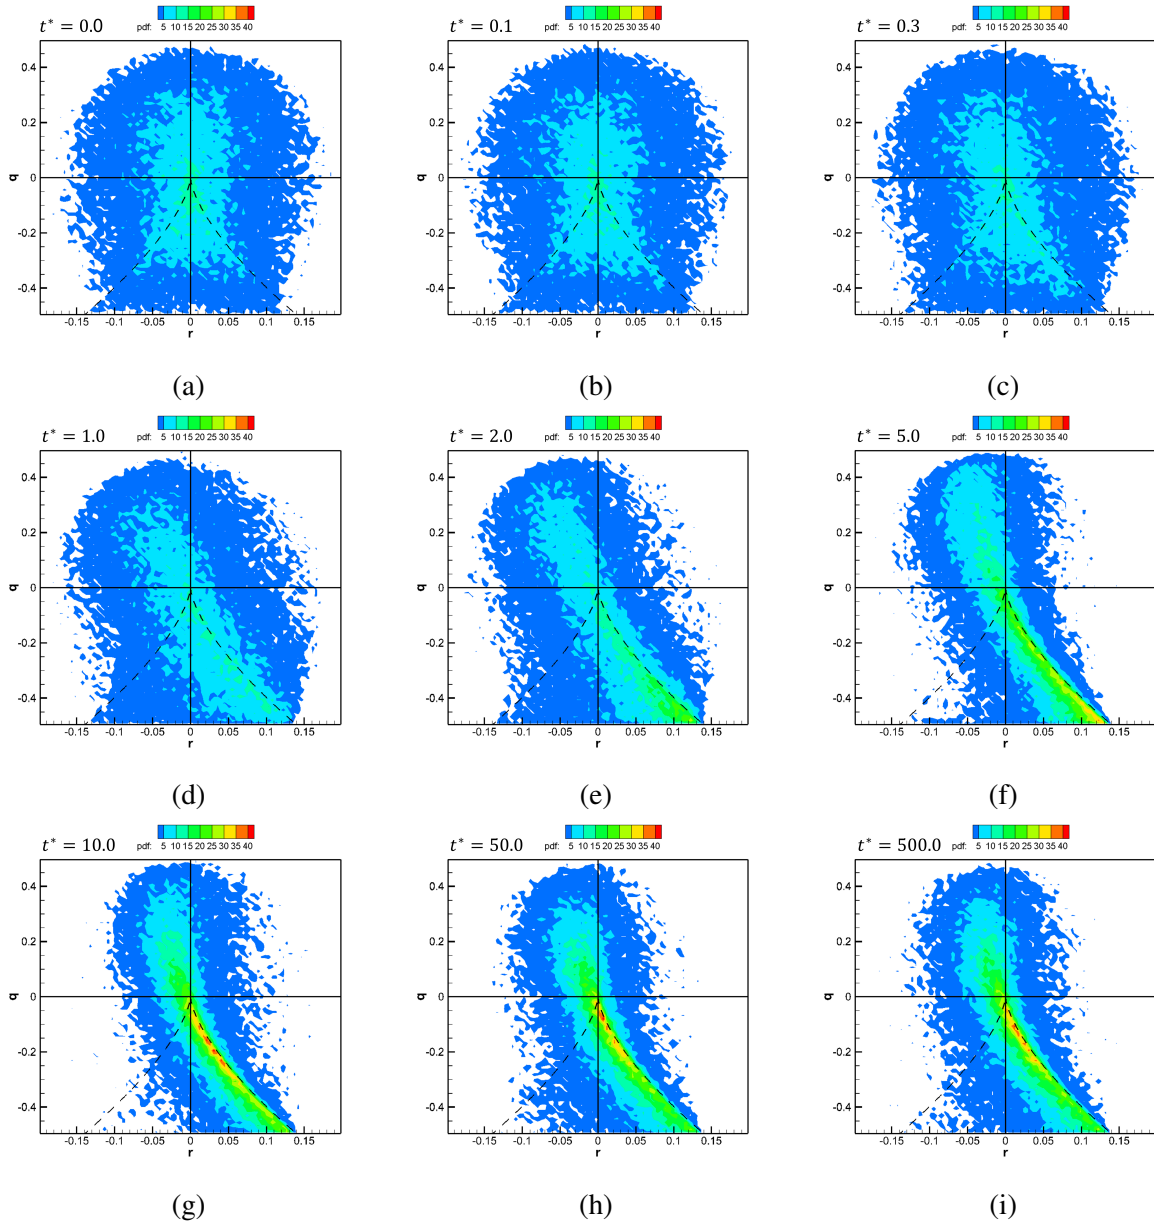 t* = 0.0 pdf: 5 10 15 20 25 30 35 40
t* = 0.1 pdf: 5 10 15 20 25 30 35 40
t* = 0.3 pdf: 5 10 15 20 25 30 35 40
q 0.4 0.2 0 -0.2 -0.4
-0.15 -0.1 -0.05 0 0.05 0.1 0.15
r
q 0.4 0.2 0 -0.2 -0.4
-0.15 -0.1 -0.05 0 0.05 0.1 0.15
r
q 0.4 0.2 0 -0.2 -0.4
-0.15 -0.1 -0.05 0 0.05 0.1 0.15
r
(a)
(b)
(c)
t* = 1.0 pdf: 5 10 15 20 25 30 35 40
t* = 2.0 pdf: 5 10 15 20 25 30 35 40
t* = 5.0 pdf: 5 10 15 20 25 30 35 40
q 0.4 0.2 0 -0.2 -0.4
-0.15 -0.1 -0.05 0 0.05 0.1 0.15
r
q 0.4 0.2 0 -0.2 -0.4
-0.15 -0.1 -0.05 0 0.05 0.1 0.15
r
q 0.4 0.2 0 -0.2 -0.4
-0.15 -0.1 -0.05 0 0.05 0.1 0.15
r
(d)
(e)
(f)
t* = 10.0 pdf: 5 10 15 20 25 30 35 40
t* = 50.0 pdf: 5 10 15 20 25 30 35 40
t* = 500.0 pdf: 5 10 15 20 25 30 35 40
q 0.4 0.2 0 -0.2 -0.4
-0.15 -0.1 -0.05 0 0.05 0.1 0.15
r
q 0.4 0.2 0 -0.2 -0.4
-0.15 -0.1 -0.05 0 0.05 0.1 0.15
r
q 0.4 0.2 0 -0.2 -0.4
-0.15 -0.1 -0.05 0 0.05 0.1 0.15
r
(g)
(h)
(i)